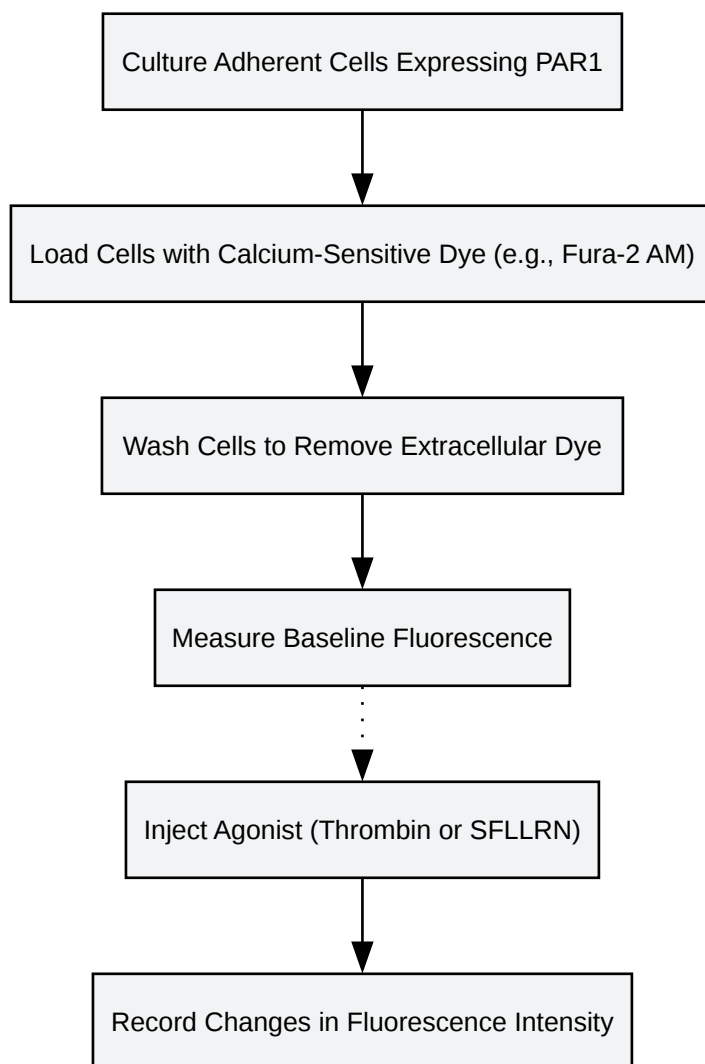 Culture Adherent Cells Expressing PAR1
Load Cells with Calcium-Sensitive Dye (e.g., Fura-2 AM)
Wash Cells to Remove Extracellular Dye
Measure Baseline Fluorescence
Inject Agonist (Thrombin or SFLLRN)
Record Changes in Fluorescence Intensity